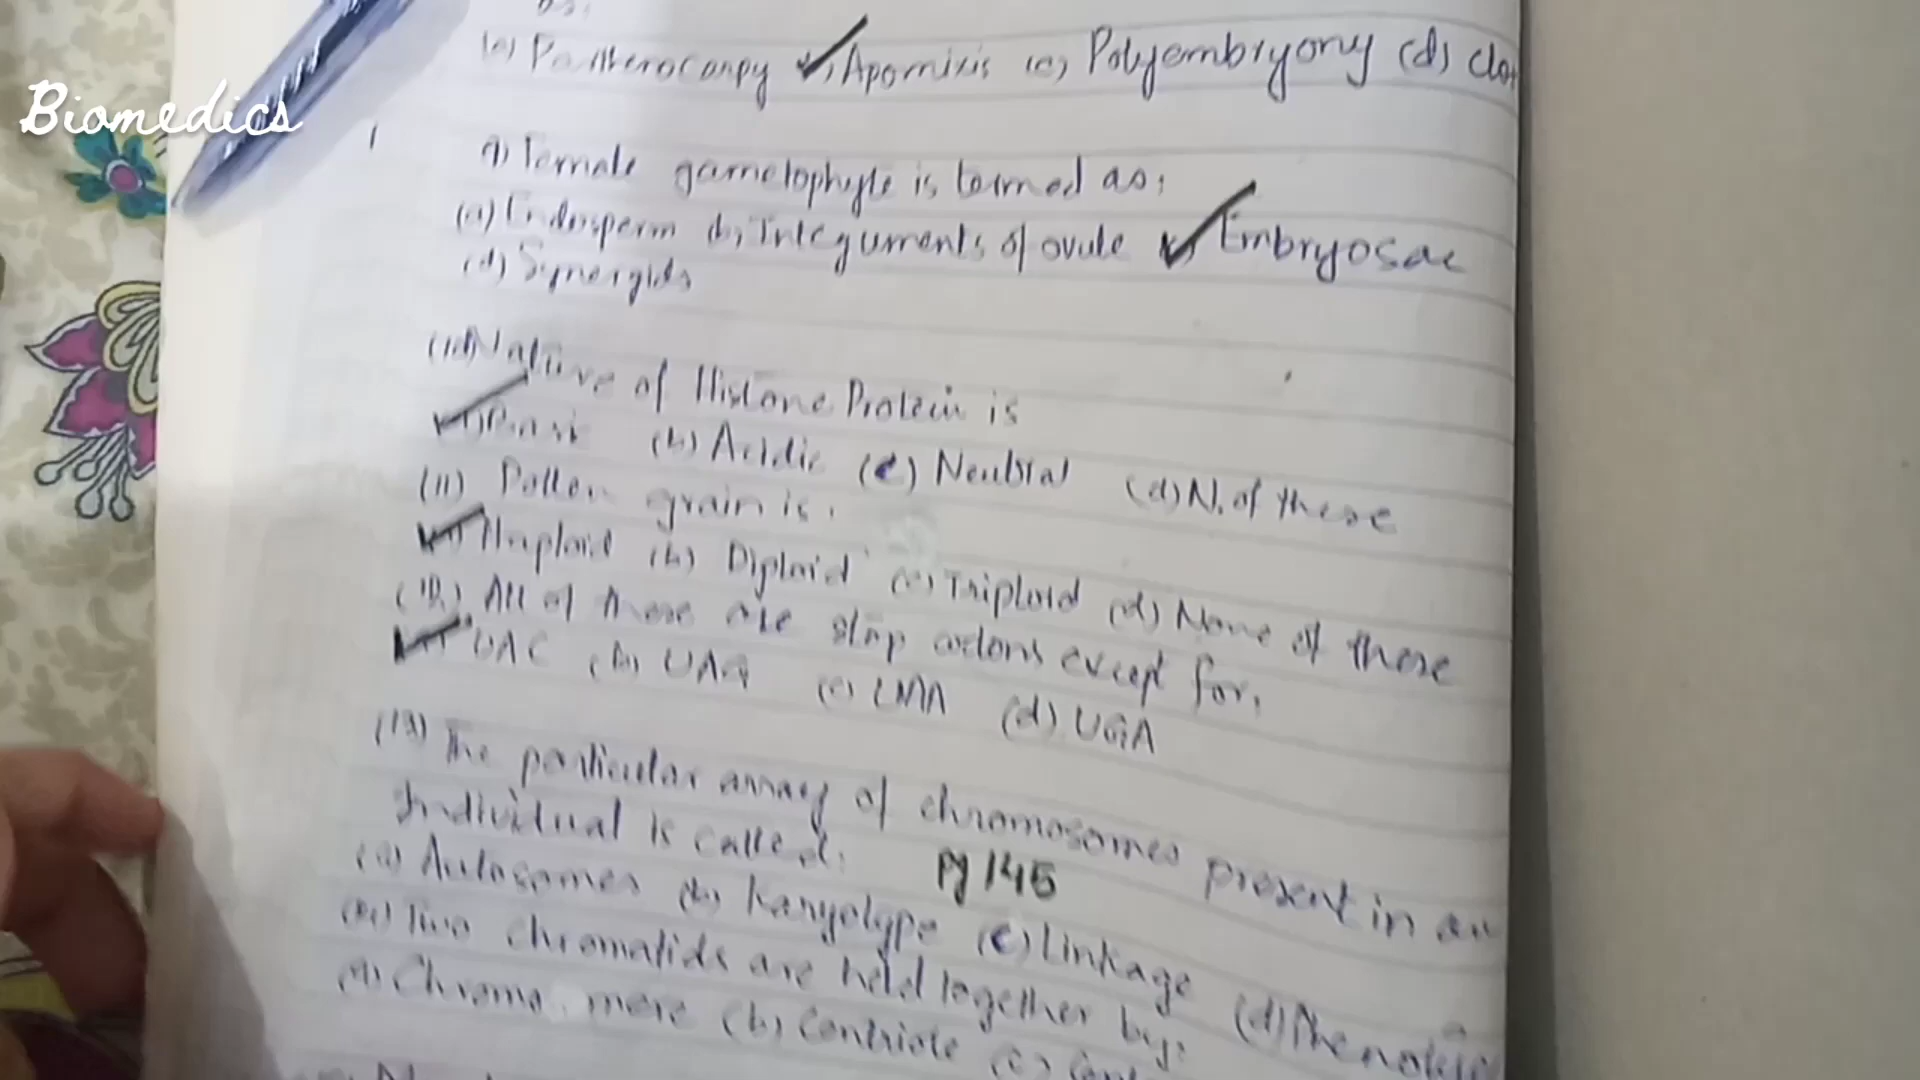 as:
(a) Parthenocarpy Apomixis (c) Polyembryony (d) clo
Biomedics
9) Female gametophyte is termed as:
(a) Endosperm (b) Integuments of ovule Embryosac
(d) Synergids
(10) Nature of Histone Protein is
Basic (b) Acidic (c) Neutral (d) N. of these
(11) Pollen grain is:
Haploid (b) Diploid (c) Triploid (d) None of these
(12) All of these are stop codons except for:
UAC (b) UAG (c) UAA (d) UGA
(13) The particular array of chromosomes present in an
Individual is called: Pg 145
(a) Autosomes (b) Karyotype (c) Linkage (d) Phenotype
Two chromatids are held together by:
(a) Chromo mere (b) Centriole (c)